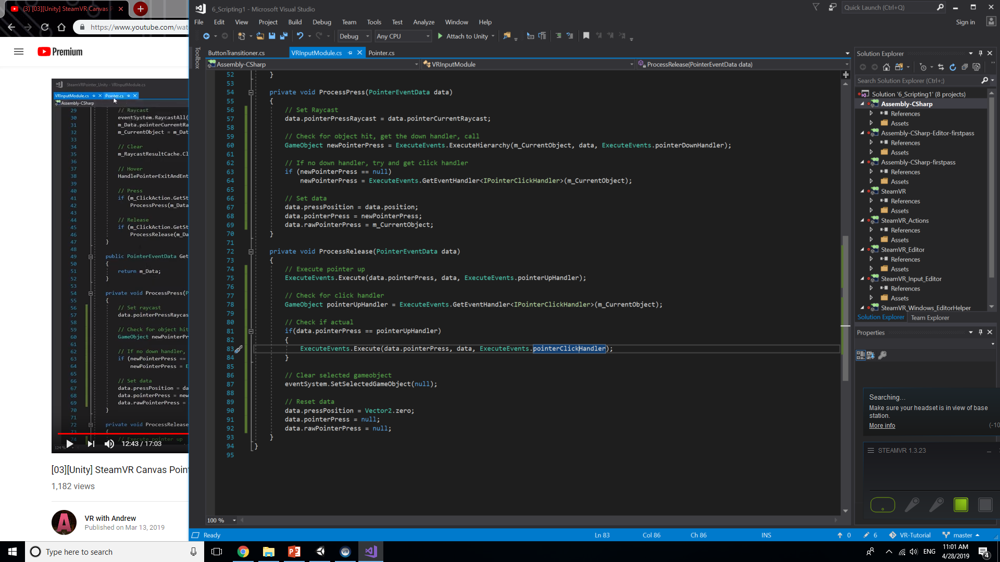 (3) [03][Unity] SteamVR Canvas P
https://www.youtube.com/wat
Premium
SteamVRPointer_Unity - VRInputModule.cs
VRInputModule.cs
Pointer.cs
Assembly-CSharp
29 // Raycast
30 eventSystem.RaycastAll(
31 m_Data.pointerCurrentRa
32 m_CurrentObject = m_Dat
33
34 // Clear
35 m_RaycastResultCache.Cl
36
37 // Hover
38 HandlePointerExitAndEnt
39
40 // Press
41 if (m_ClickAction.GetSt
42 ProcessPress(m_Data
43
44 // Release
45 if (m_ClickAction.GetSt
46 ProcessRelease(m_Da
47 }
48
49 public PointerEventData Get
50 {
51 return m_Data;
52 }
53
54 private void ProcessPress(P
55 {
56 // Set raycast
57 data.pointerPressRaycas
58
59 // Check for object hit
60 GameObject newPointerPr
61
62 // If no down handler,
63 if (newPointerPress ==
64 newPointerPress = E
65
66 // Set data
67 data.pressPosition = da
68 data.pointerPress = new
69 data.rawPointerPress =
70 }
71
72 private void ProcessRelease
73 {
74 // Execute pointer up
124 %
12:43 / 17:03
[03][Unity] SteamVR Canvas Poin
1,182 views
VR with Andrew
Published on Mar 13, 2019
6_Scripting1 - Microsoft Visual Studio
Quick Launch (Ctrl+Q)
File Edit View Project Build Debug Team Tools Test Analyze Window Help
Sign in
Debug Any CPU Attach to Unity
Toolbox
ButtonTransitioner.cs VRInputModule.cs Pointer.cs
Assembly-CSharp VRInputModule ProcessRelease(PointerEventData data)
52 }
53
54 private void ProcessPress(PointerEventData data)
55 {
56 // Set Raycast
57 data.pointerPressRaycast = data.pointerCurrentRaycast;
58
59 // Check for object hit, get the down handler, call
60 GameObject newPointerPress = ExecuteEvents.ExecuteHierarchy(m_CurrentObject, data, ExecuteEvents.pointerDownHandler);
61
62 // If no down handler, try and get click handler
63 if (newPointerPress == null)
64 newPointerPress = ExecuteEvents.GetEventHandler<IPointerClickHandler>(m_CurrentObject);
65
66 // Set data
67 data.pressPosition = data.position;
68 data.pointerPress = newPointerPress;
69 data.rawPointerPress = m_CurrentObject;
70 }
71
72 private void ProcessRelease(PointerEventData data)
73 {
74 // Execute pointer up
75 ExecuteEvents.Execute(data.pointerPress, data, ExecuteEvents.pointerUpHandler);
76
77 // Check for click handler
78 GameObject pointerUpHandler = ExecuteEvents.GetEventHandler<IPointerClickHandler>(m_CurrentObject);
79
80 // Check if actual
81 if(data.pointerPress == pointerUpHandler)
82 {
83 ExecuteEvents.Execute(data.pointerPress, data, ExecuteEvents.pointerClickHandler);
84 }
85
86 // Clear selected gameobject
87 eventSystem.SetSelectedGameObject(null);
88
89 // Reset data
90 data.pressPosition = Vector2.zero;
91 data.pointerPress = null;
92 data.rawPointerPress = null;
93 }
94 }
95
100 %
Solution Explorer
Search Solution Explorer (Ctrl+;)
Solution '6_Scripting1' (8 projects)
Assembly-CSharp
References
Assets
Assembly-CSharp-Editor-firstpass
References
Assets
Assembly-CSharp-firstpass
References
Assets
SteamVR
References
Assets
SteamVR_Actions
References
Assets
SteamVR_Editor
References
Assets
SteamVR_Input_Editor
References
Assets
SteamVR_Windows_EditorHelper
Solution Explorer Team Explorer
Properties
Searching...
Make sure your headset is in view of base
station.
More info (-10
STEAMVR 1.3.23
Ready Ln 83 Col 86 Ch 86 INS 0 6 VR-Tutorial master
Type here to search
ENG
11:01 AM
4/28/2019
4